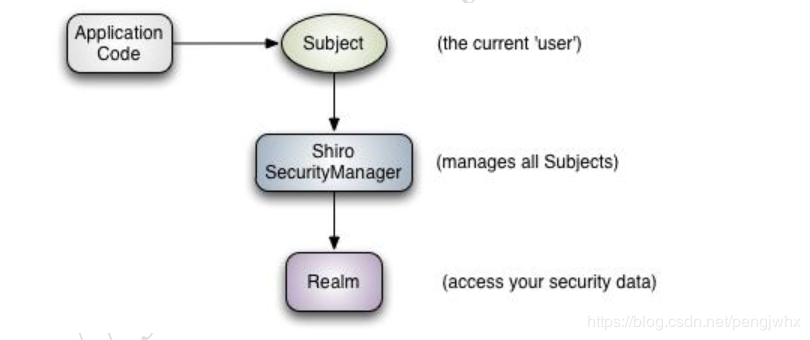 Application
Code
Subject
(the current 'user')
Shiro
SecurityManager
(manages all Subjects)
Realm
(access your security data)
https://blog.csdn.net/pengjwhx